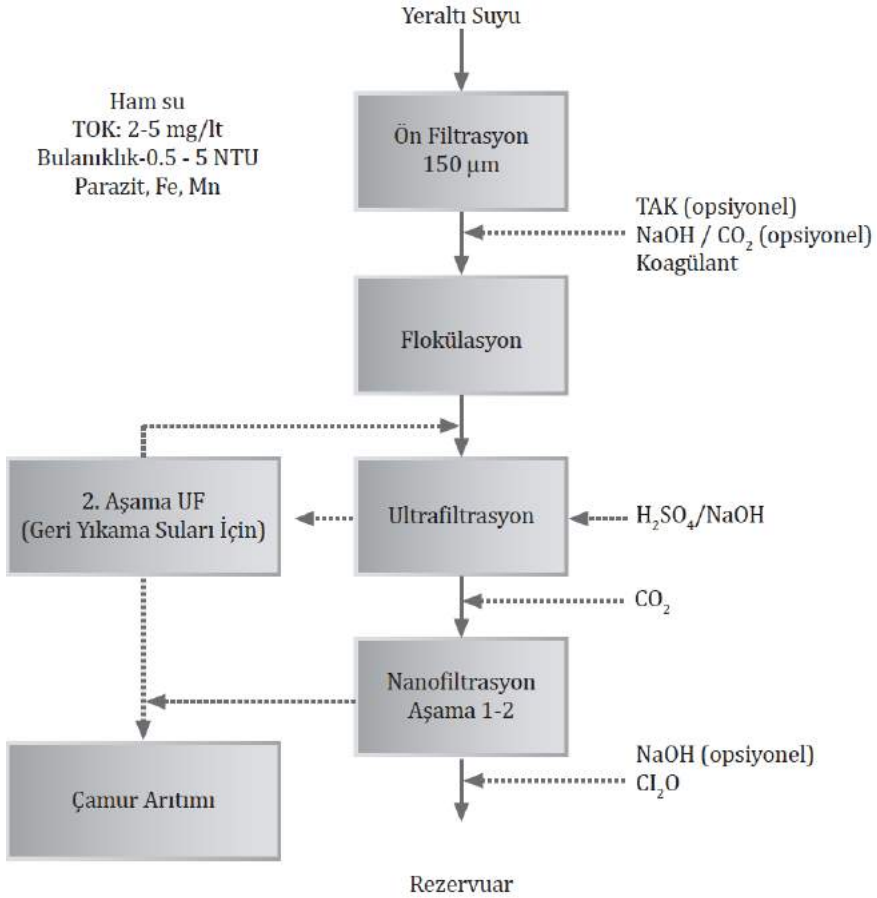 Yeraltı Suyu
Ham su
TOK: 2-5 mg/lt
Bulanıklık-0.5 - 5 NTU
Parazit, Fe, Mn
Ön Filtrasyon
150 µm
TAK (opsiyonel)
NaOH / CO₂ (opsiyonel)
Koagülant
Flokülasyon
2. Aşama UF
(Geri Yıkama Suları İçin)
Ultrafiltrasyon
H₂SO₄/NaOH
CO₂
Nanofiltrasyon
Aşama 1-2
Çamur Arıtımı
NaOH (opsiyonel)
Cl₂O
Rezervuar